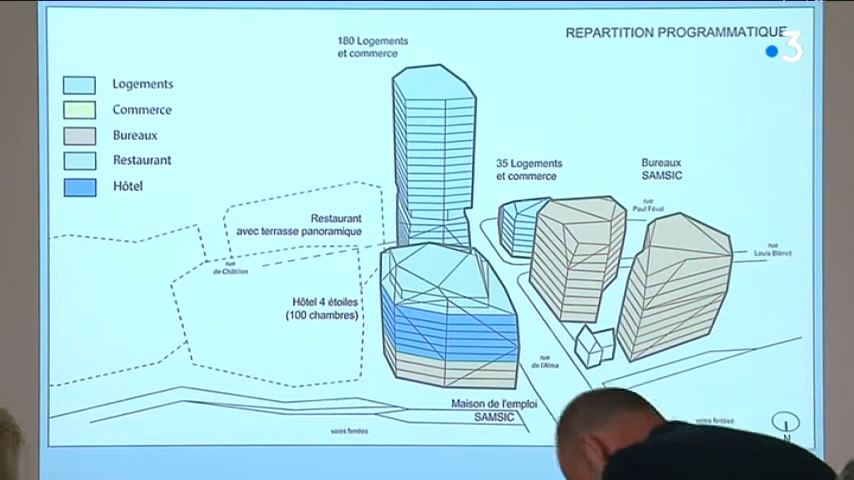 REPARTITION PROGRAMMATIQUE
3
180 Logements
et commerce
Logements
Commerce
Bureaux
Restaurant
Hôtel
35 Logements
et commerce
Bureaux
SAMSIC
rue
Paul Féval
rue
Louis Blériot
Restaurant
avec terrasse panoramique
rue
de Châtillon
Hôtel 4 étoiles
(100 chambres)
rue
de l'Alma
Maison de l'emploi
SAMSIC
voies ferrées
voies ferrées
N